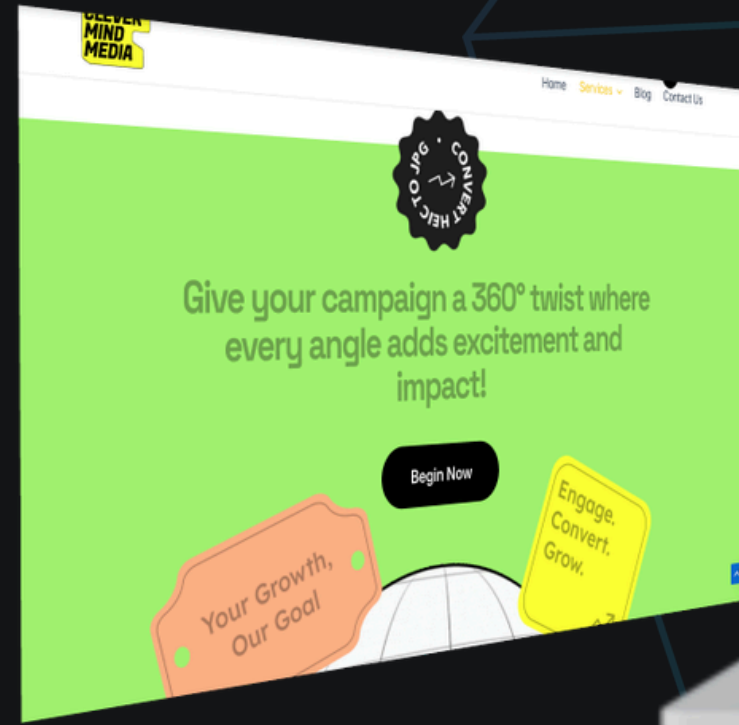 CLEVER
MIND
MEDIA
Home Services Blog Contact Us
CONVERT HEIC TO JPG
Give your campaign a 360° twist where
every angle adds excitement and
impact!
Begin Now
Engage.
Convert.
Grow.
Your Growth,
Our Goal